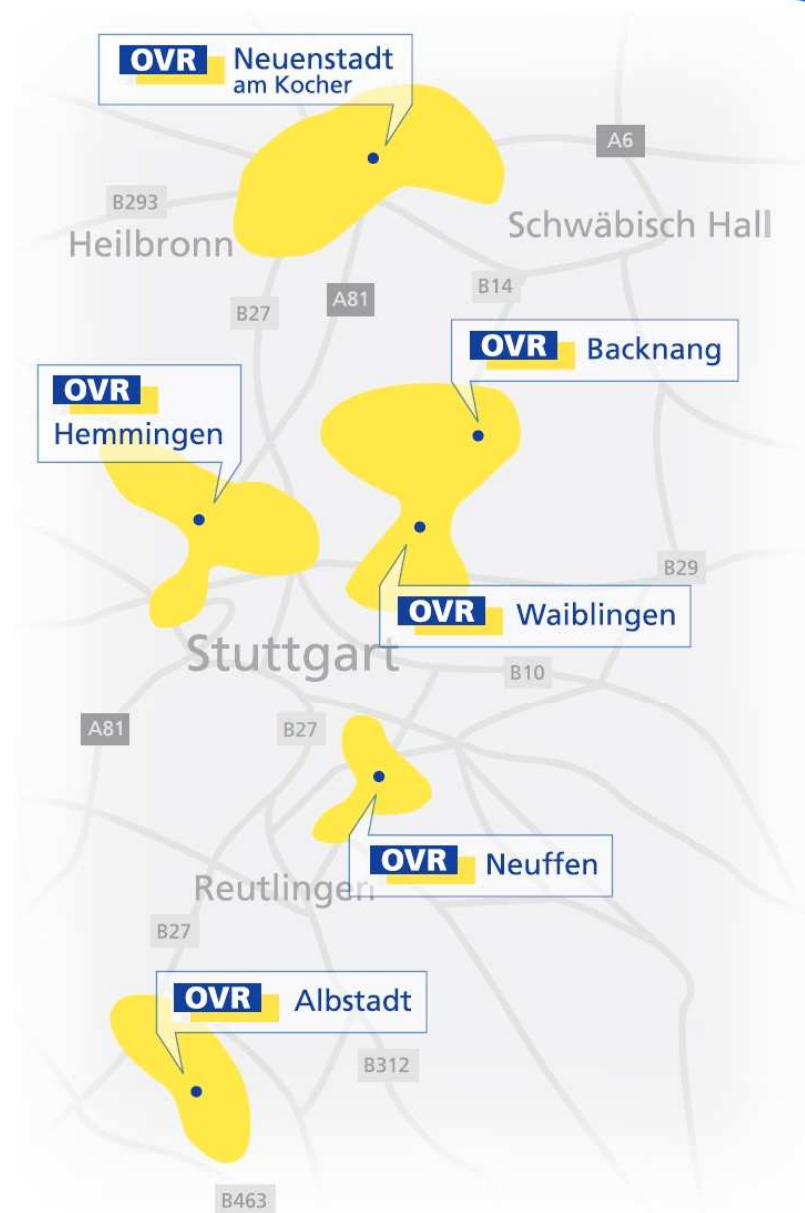 OVR Neuenstadt
am Kocher
A6
B293
Schwäbisch Hall
Heilbronn
B14
A81
B27
OVR Backnang
OVR
Hemmingen
B29
OVR Waiblingen
Stuttgart
B10
A81
B27
OVR Neuffen
Reutlingen
B27
OVR Albstadt
B312
B463